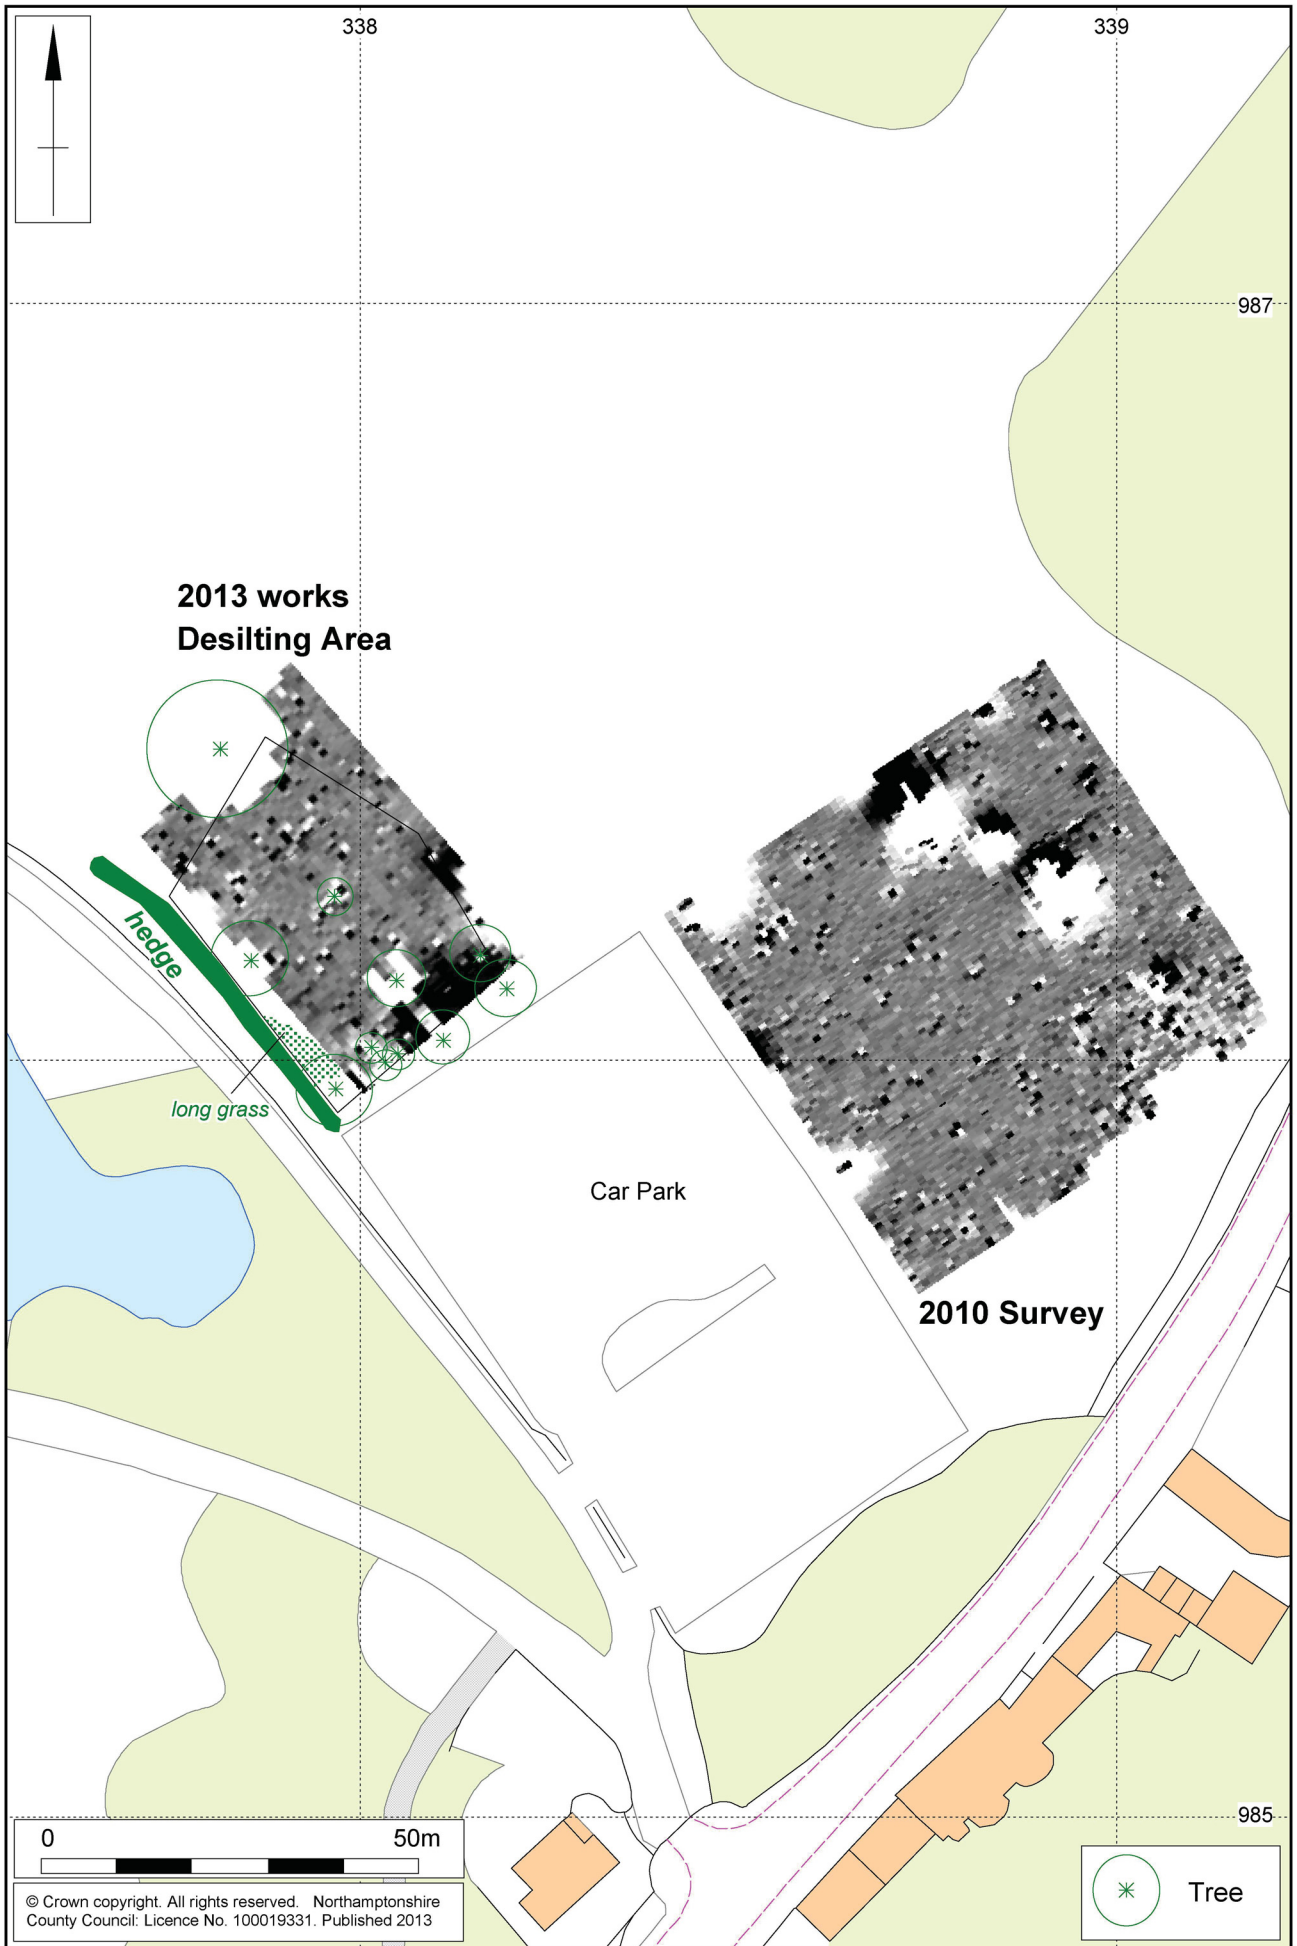 338
339
987
2013 works
Desilting Area
hedge
long grass
Car Park
2010 Survey
985
0 50m
© Crown copyright. All rights reserved. Northamptonshire
County Council: Licence No. 100019331. Published 2013
Tree